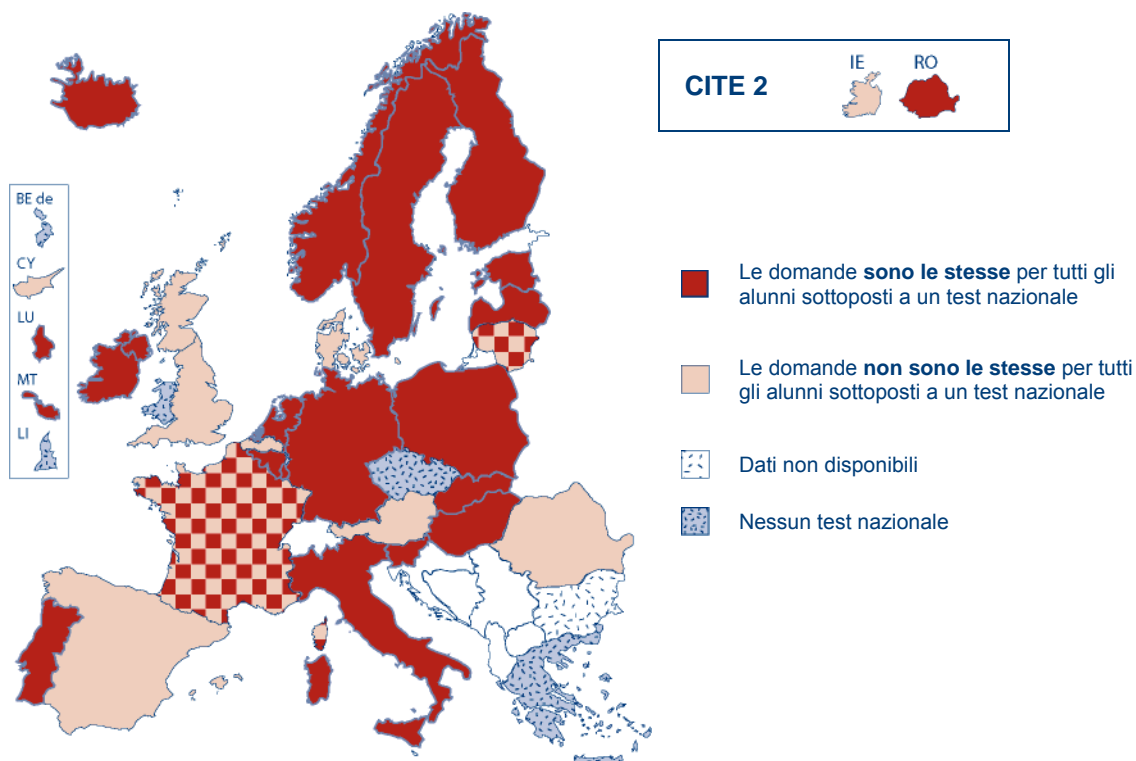 IE RO
CITE 2
BE de
CY
LU
MT
LI
Le domande sono le stesse per tutti gli
alunni sottoposti a un test nazionale
Le domande non sono le stesse per tutti
gli alunni sottoposti a un test nazionale
Dati non disponibili
Nessun test nazionale